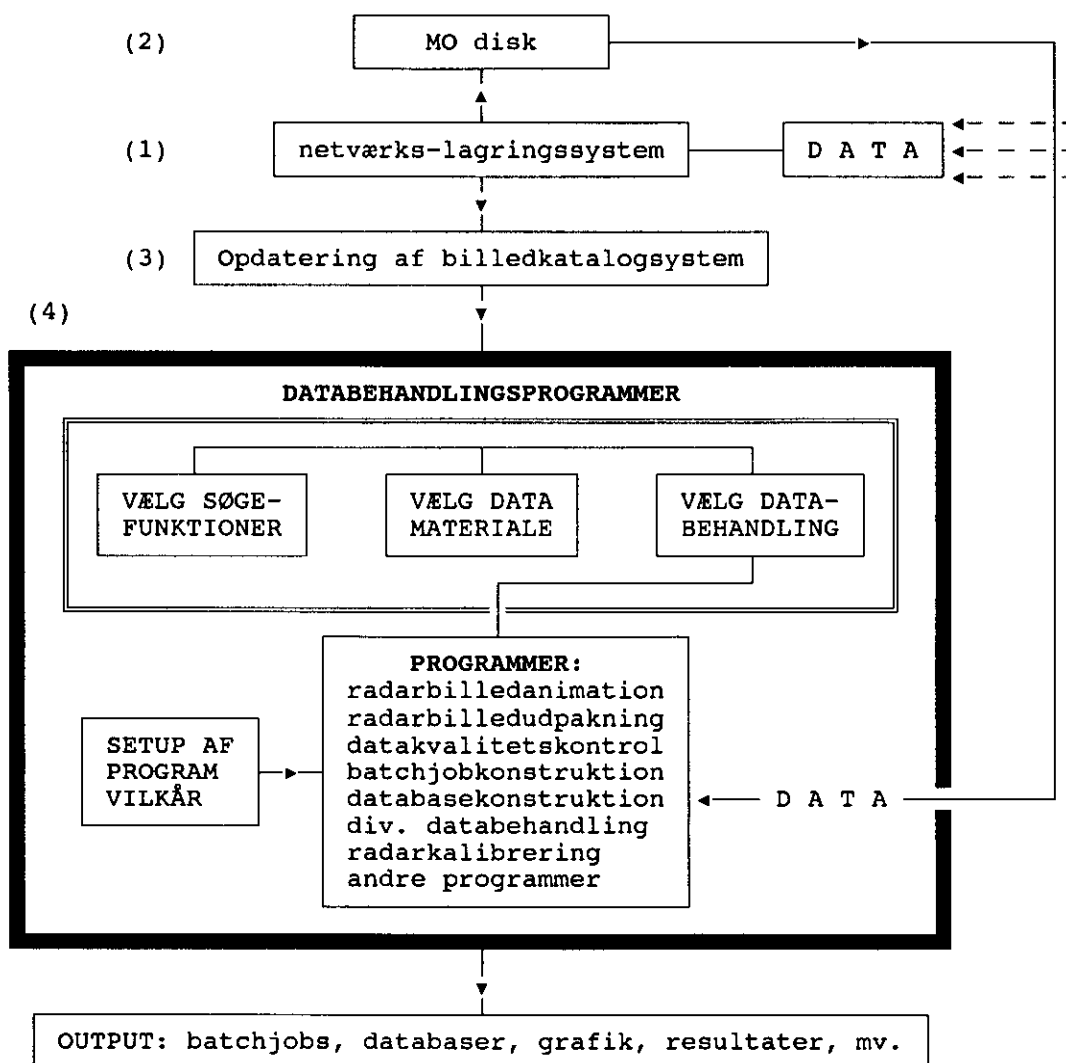 (2) MO disk
(1) netværks-lagringssystem D A T A
(3) Opdatering af billedkatalogsystem
(4)
DATABEHANDLINGSPROGRAMMER
VÆLG SØGE-
FUNKTIONER
VÆLG DATA
MATERIALE
VÆLG DATA-
BEHANDLING
PROGRAMMER:
radarbilledanimation
radarbilledudpakning
datakvalitetskontrol
batchjobkonstruktion
databasekonstruktion
div. databehandling
radarkalibrering
andre programmer
SETUP AF
PROGRAM
VILKÅR
D A T A
OUTPUT: batchjobs, databaser, grafik, resultater, mv.